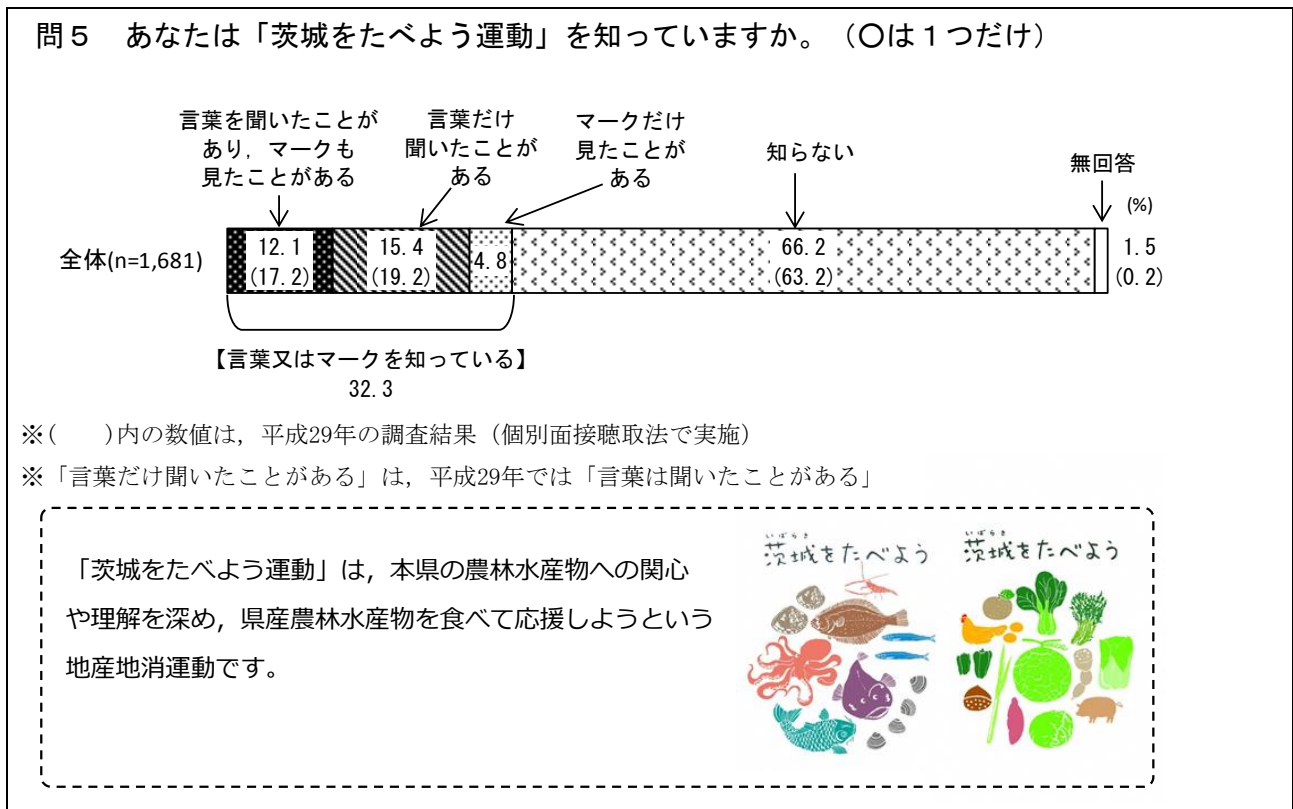 問５　あなたは「茨城をたべよう運動」を知っていますか。（〇は１つだけ）
言葉を聞いたことが
あり，マークも
見たことがある
言葉だけ
聞いたことが
ある
マークだけ
見たことが
ある
知らない
無回答
(%)
全体(n=1,681)
12.1
(17.2)
15.4
(19.2)
4.8
66.2
(63.2)
1.5
(0.2)
【言葉又はマークを知っている】
32.3
※(　　)内の数値は，平成29年の調査結果（個別面接聴取法で実施）
※「言葉だけ聞いたことがある」は，平成29年では「言葉は聞いたことがある」
「茨城をたべよう運動」は，本県の農林水産物への関心
や理解を深め，県産農林水産物を食べて応援しようという
地産地消運動です。
いばらき
茨城をたべよう
いばらき
茨城をたべよう